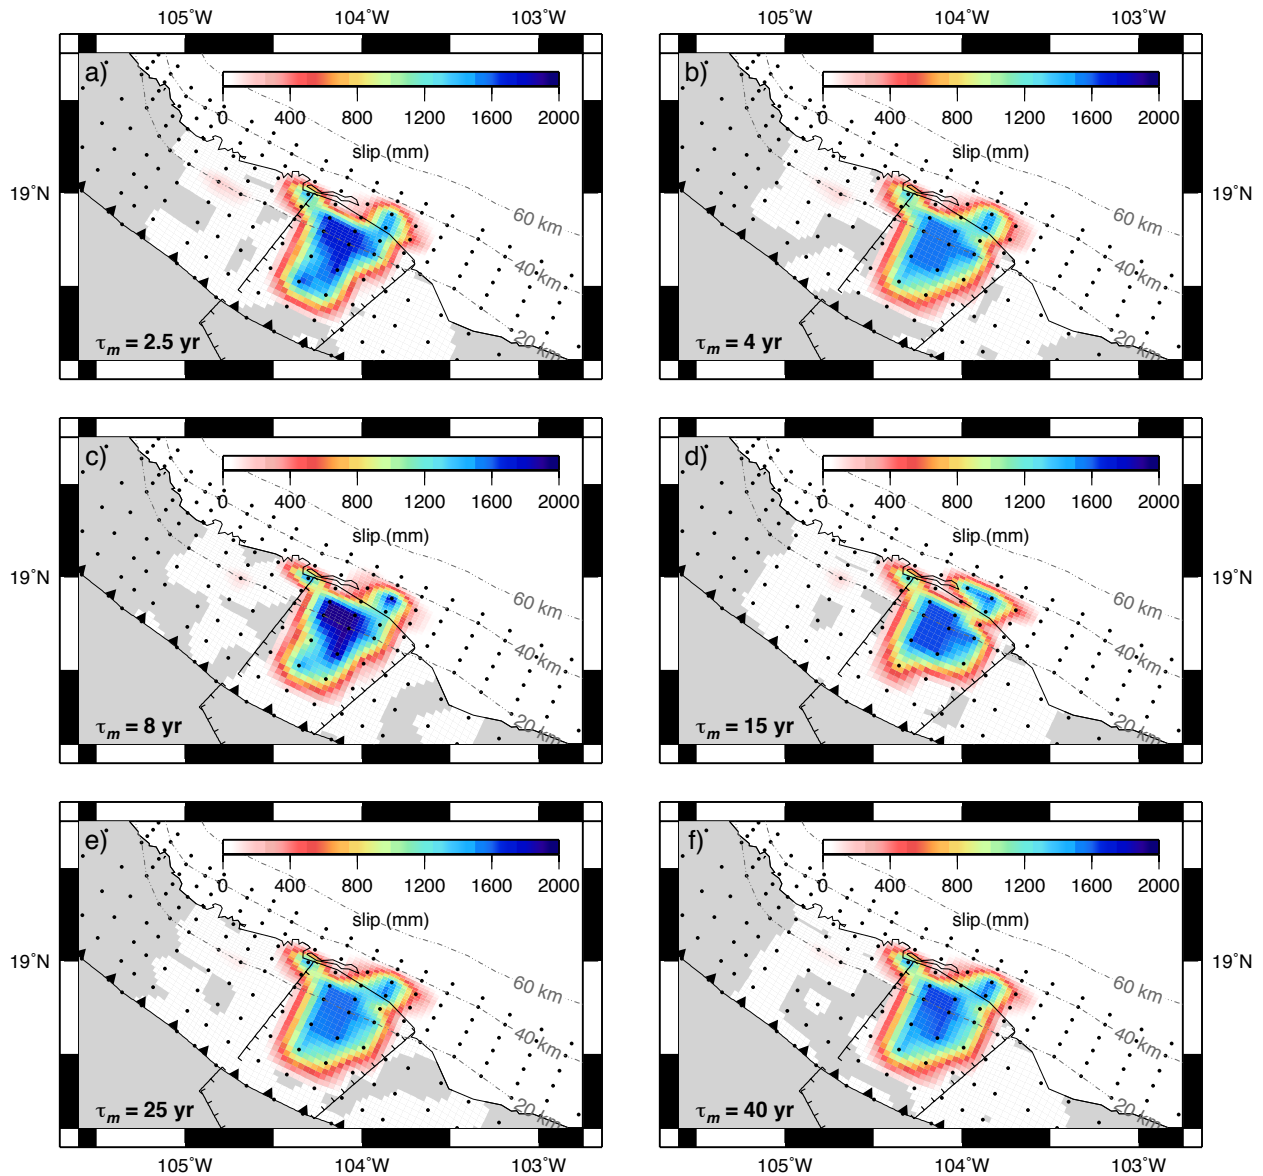 105˚W 104˚W 103˚W 105˚W 104˚W 103˚W
a) b)
0 400 800 1200 1600 2000 0 400 800 1200 1600 2000
slip (mm) slip (mm)
19˚N 19˚N
60 km 60 km
40 km 40 km
20 km 20 km
τm = 2.5 yr τm = 4 yr
c) d)
0 400 800 1200 1600 2000 0 400 800 1200 1600 2000
slip (mm) slip (mm)
19˚N 19˚N
60 km 60 km
40 km 40 km
20 km 20 km
τm = 8 yr τm = 15 yr
e) f)
0 400 800 1200 1600 2000 0 400 800 1200 1600 2000
slip (mm) slip (mm)
19˚N 19˚N
60 km 60 km
40 km 40 km
20 km 20 km
τm = 25 yr τm = 40 yr
105˚W 104˚W 103˚W 105˚W 104˚W 103˚W